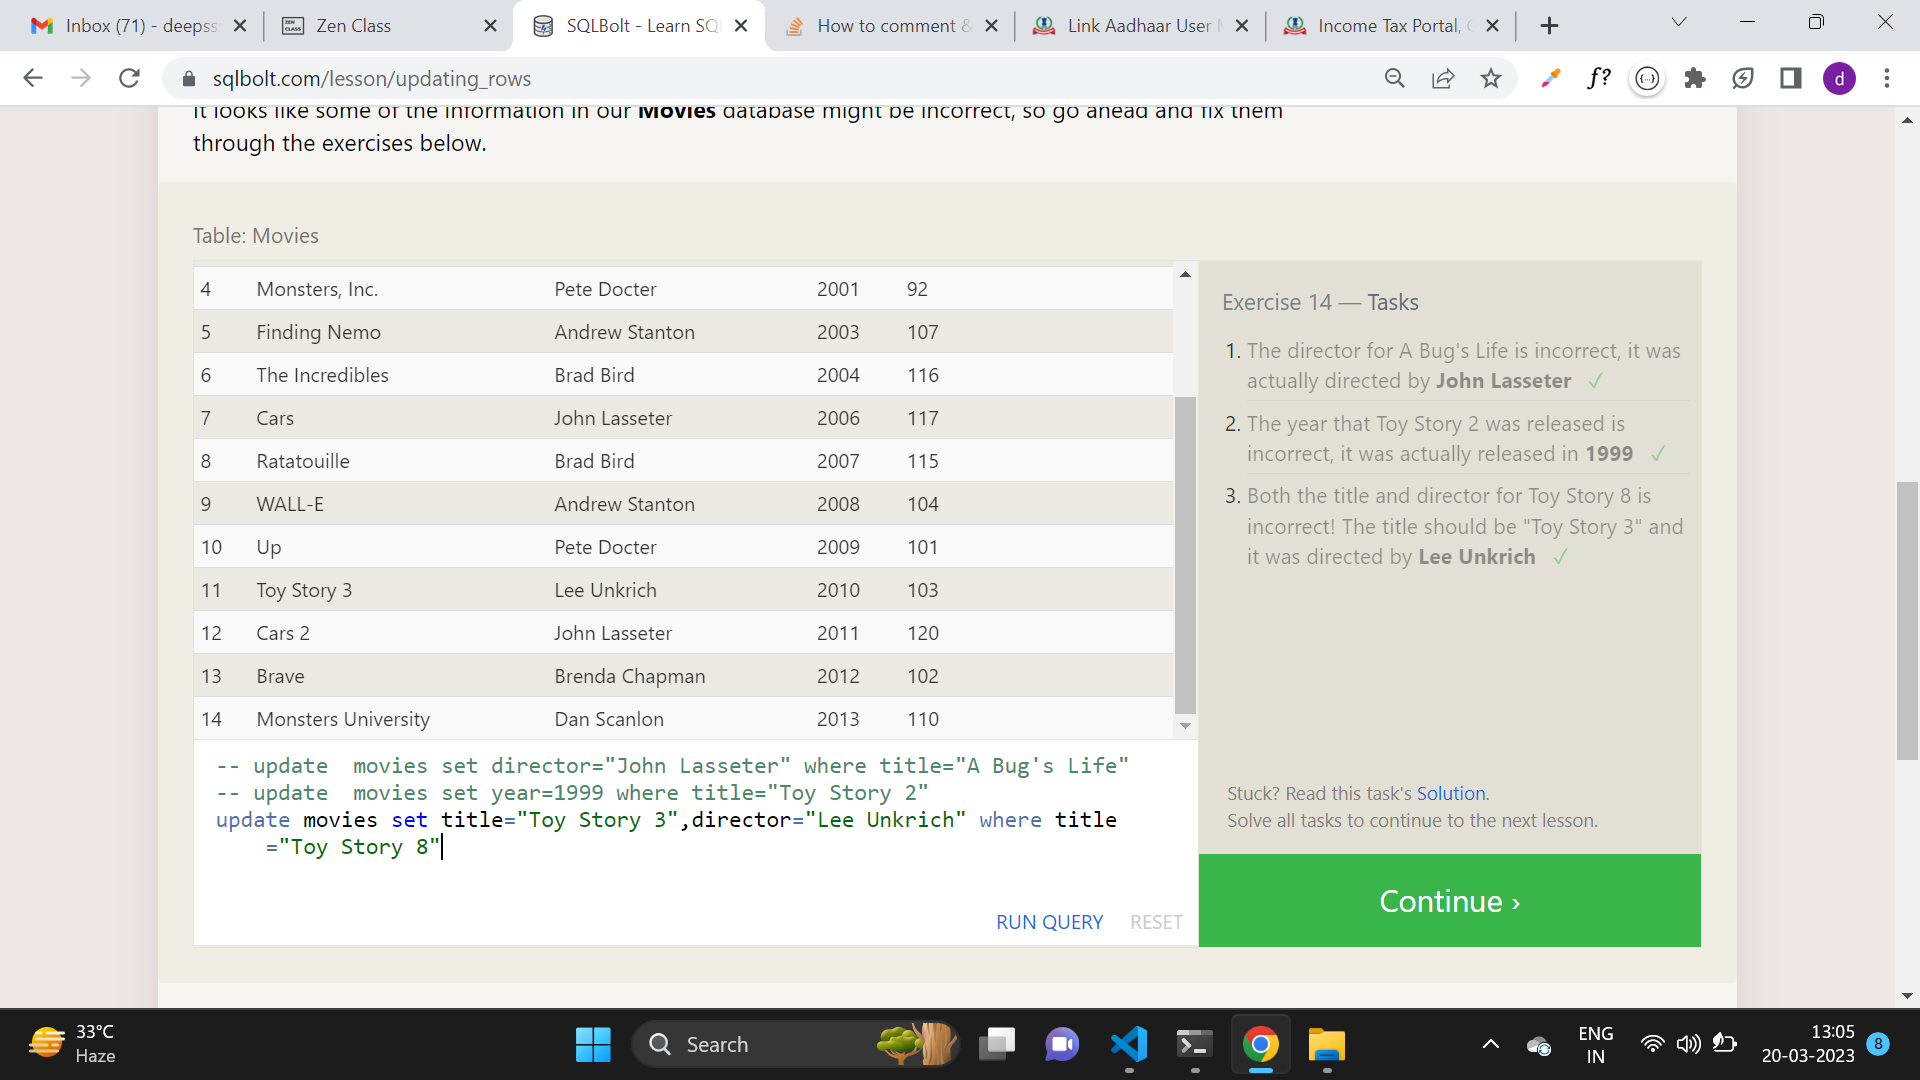 Inbox (71) - deepss
Zen Class
SQLBolt - Learn SQ
How to comment &
Link Aadhaar User
Income Tax Portal,
sqlbolt.com/lesson/updating_rows
f?
d
It looks like some of the information in our Movies database might be incorrect, so go ahead and fix them
through the exercises below.
Table: Movies
4 Monsters, Inc. Pete Docter 2001 92
5 Finding Nemo Andrew Stanton 2003 107
6 The Incredibles Brad Bird 2004 116
7 Cars John Lasseter 2006 117
8 Ratatouille Brad Bird 2007 115
9 WALL-E Andrew Stanton 2008 104
10 Up Pete Docter 2009 101
11 Toy Story 3 Lee Unkrich 2010 103
12 Cars 2 John Lasseter 2011 120
13 Brave Brenda Chapman 2012 102
14 Monsters University Dan Scanlon 2013 110
-- update  movies set director="John Lasseter" where title="A Bug's Life"
-- update  movies set year=1999 where title="Toy Story 2"
update movies set title="Toy Story 3",director="Lee Unkrich" where title
="Toy Story 8"
RUN QUERY RESET
Exercise 14 — Tasks
1. The director for A Bug's Life is incorrect, it was
actually directed by John Lasseter ✓
2. The year that Toy Story 2 was released is
incorrect, it was actually released in 1999 ✓
3. Both the title and director for Toy Story 8 is
incorrect! The title should be "Toy Story 3" and
it was directed by Lee Unkrich ✓
Stuck? Read this task's Solution.
Solve all tasks to continue to the next lesson.
Continue ›
33°C
Haze
Search
ENG
IN
13:05
20-03-2023
8